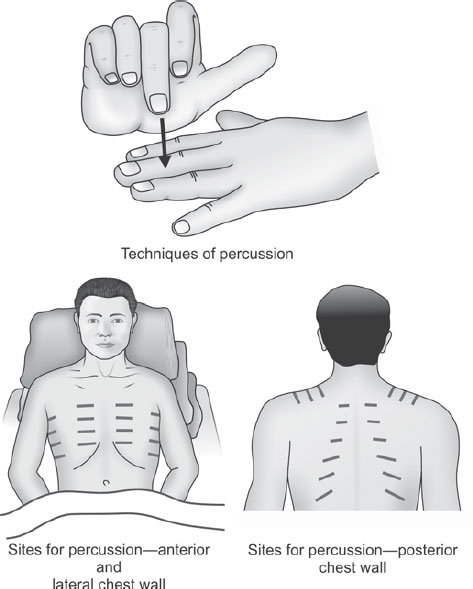 Techniques of percussion
Sites for percussion—anterior
and
lateral chest wall
Sites for percussion—posterior
chest wall